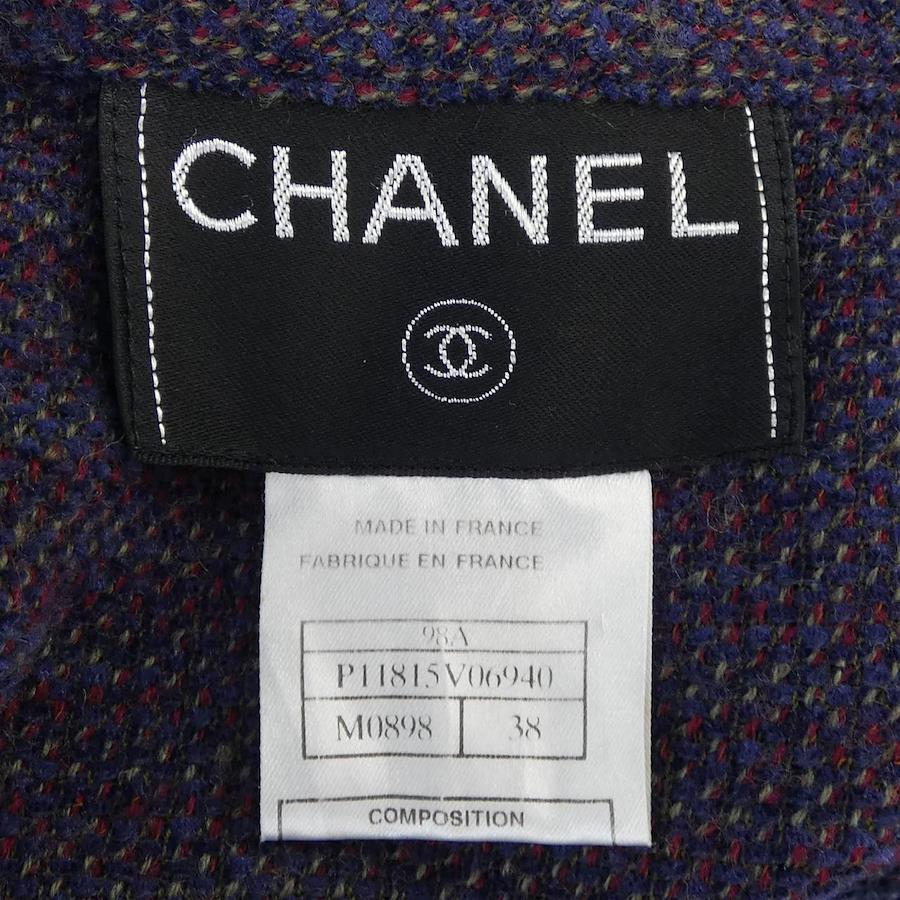 CHANEL
MADE IN FRANCE
FABRIQUE EN FRANCE
98A
P11815V06940
M0898 38
COMPOSITION